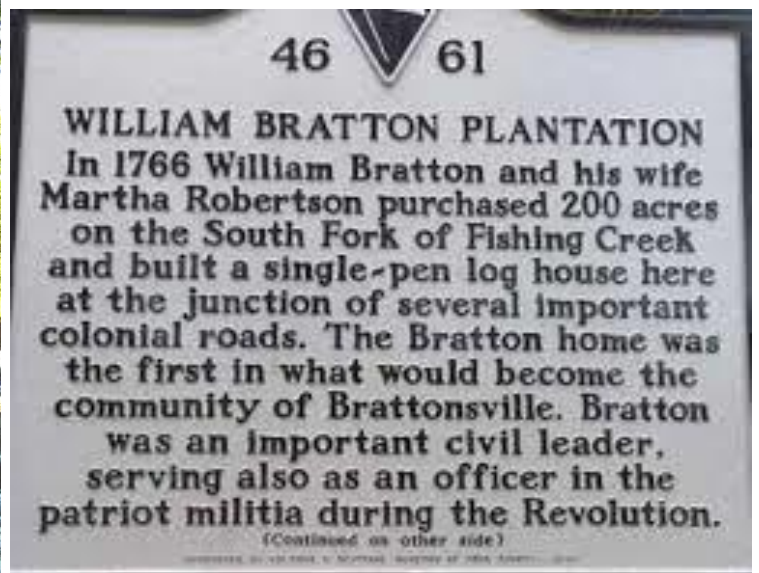 46 61
WILLIAM BRATTON PLANTATION
In 1766 William Bratton and his wife
Martha Robertson purchased 200 acres
on the South Fork of Fishing Creek
and built a single-pen log house here
at the junction of several important
colonial roads. The Bratton home was
the first in what would become the
community of Brattonsville. Bratton
was an important civil leader,
serving also as an officer in the
patriot militia during the Revolution.
(Continued on other side)